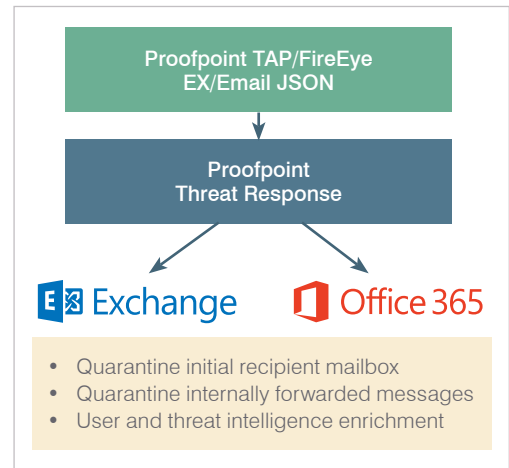 Proofpoint TAP/FireEye
EX/Email JSON
Proofpoint
Threat Response
E Exchange
Office 365
• Quarantine initial recipient mailbox
• Quarantine internally forwarded messages
• User and threat intelligence enrichment